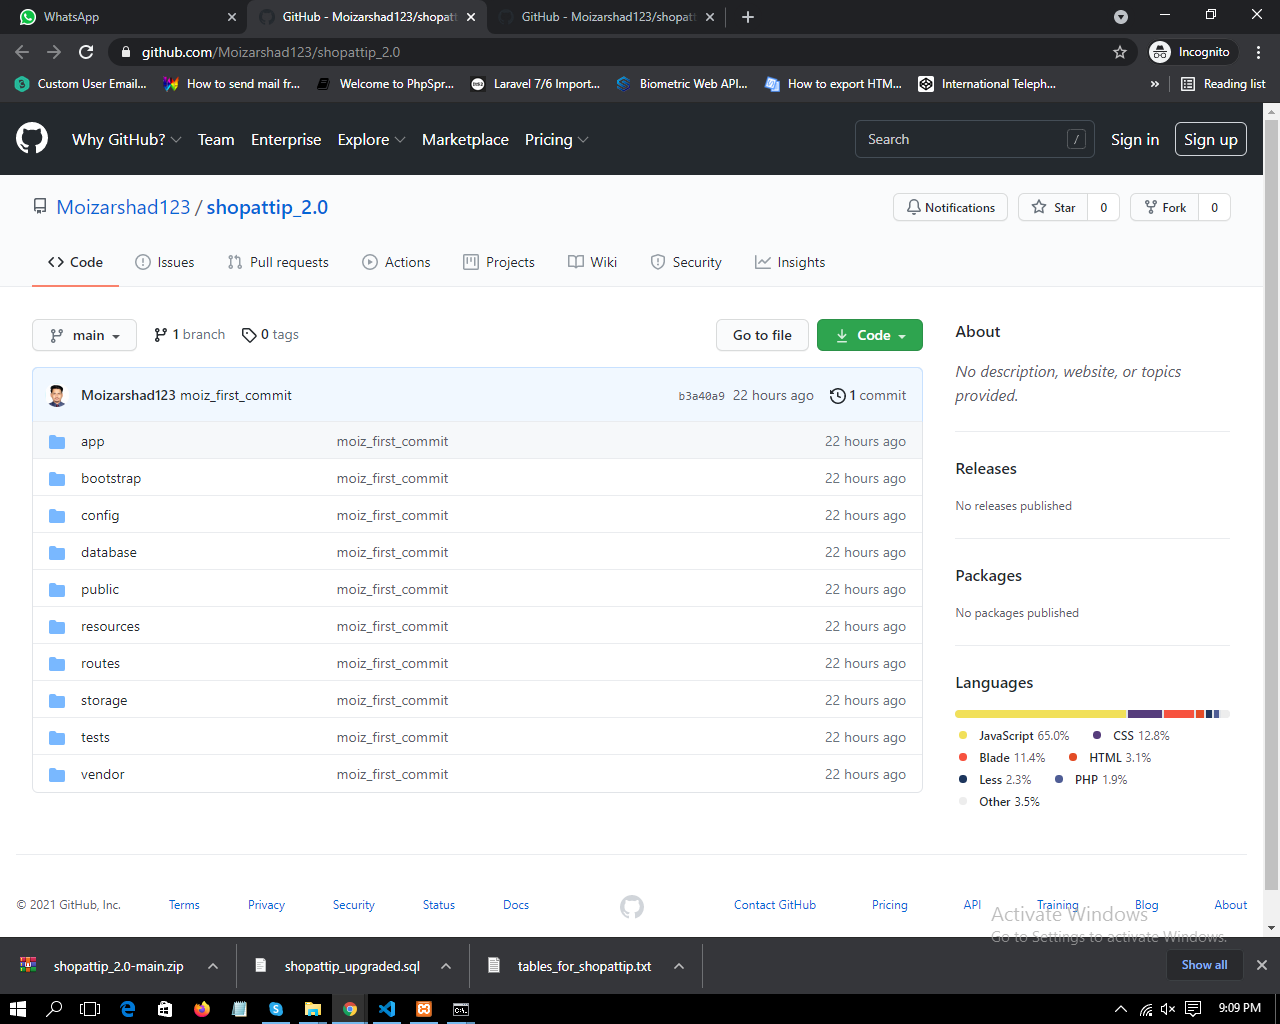 WhatsApp
GitHub - Moizarshad123/shopatt
GitHub - Moizarshad123/shopatt
github.com/Moizarshad123/shopattip_2.0
Incognito
Custom User Email...
How to send mail fr...
Welcome to PhpSpr...
Laravel 7/6 Import...
Biometric Web API...
How to export HTM...
International Teleph...
»
Reading list
Why GitHub?
Team
Enterprise
Explore
Marketplace
Pricing
Search
/
Sign in
Sign up
Moizarshad123 / shopattip_2.0
Notifications
Star
0
Fork
0
Code
Issues
Pull requests
Actions
Projects
Wiki
Security
Insights
main
1 branch
0 tags
Go to file
Code
Moizarshad123 moiz_first_commit
b3a40a9 22 hours ago
1 commit
app moiz_first_commit 22 hours ago
bootstrap moiz_first_commit 22 hours ago
config moiz_first_commit 22 hours ago
database moiz_first_commit 22 hours ago
public moiz_first_commit 22 hours ago
resources moiz_first_commit 22 hours ago
routes moiz_first_commit 22 hours ago
storage moiz_first_commit 22 hours ago
tests moiz_first_commit 22 hours ago
vendor moiz_first_commit 22 hours ago
About
No description, website, or topics
provided.
Releases
No releases published
Packages
No packages published
Languages
JavaScript 65.0%
CSS 12.8%
Blade 11.4%
HTML 3.1%
Less 2.3%
PHP 1.9%
Other 3.5%
© 2021 GitHub, Inc.
Terms
Privacy
Security
Status
Docs
Contact GitHub
Pricing
API
Training
Blog
About
Activate Windows
Go to Settings to activate Windows.
shopattip_2.0-main.zip
shopattip_upgraded.sql
tables_for_shopattip.txt
Show all
9:09 PM